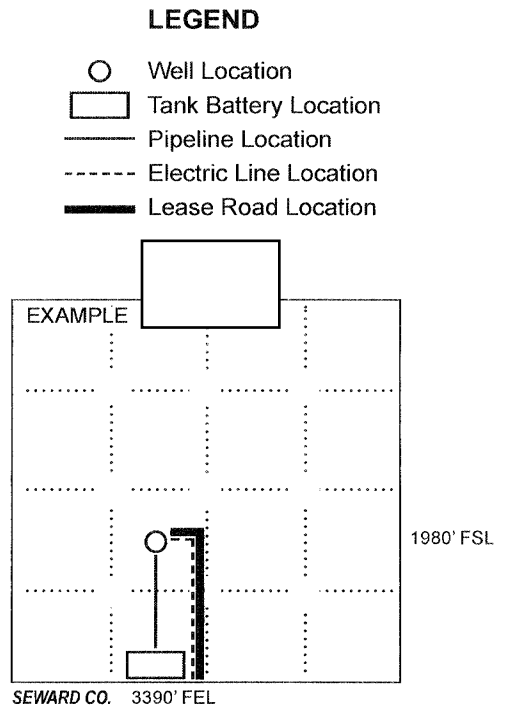 LEGEND
Well Location
Tank Battery Location
Pipeline Location
Electric Line Location
Lease Road Location
EXAMPLE
1980' FSL
SEWARD CO. 3390' FEL